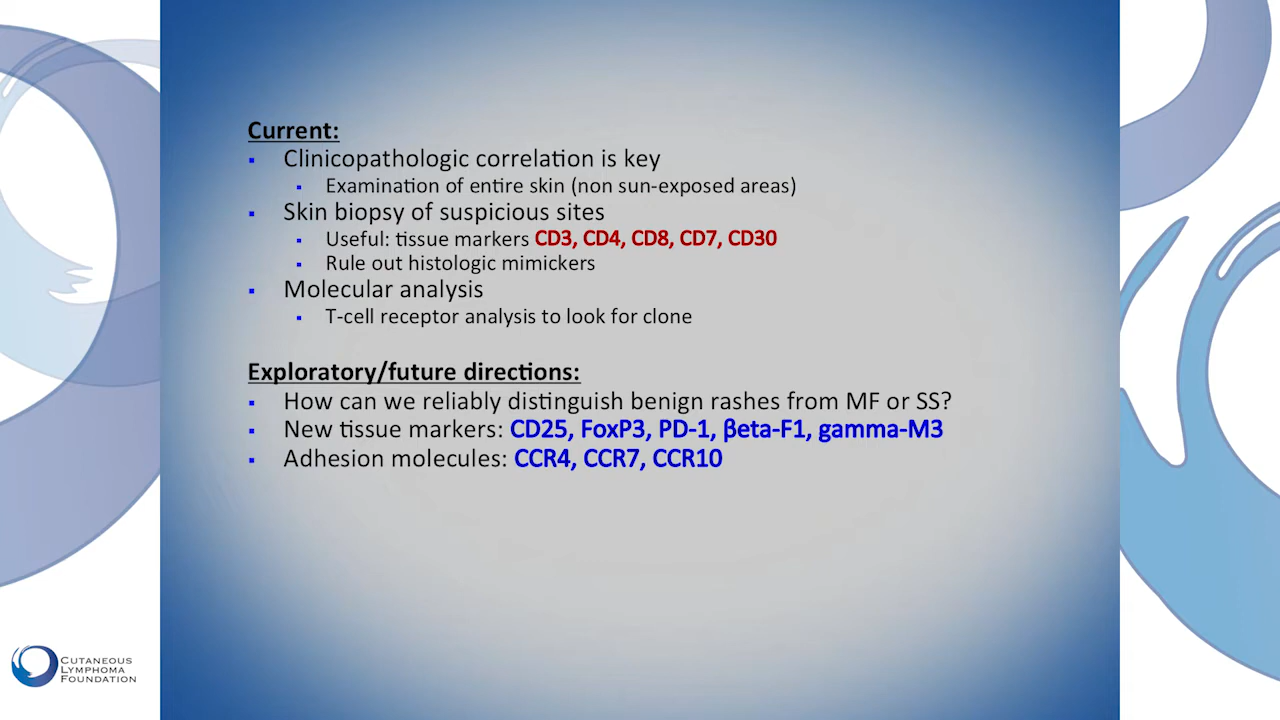 Current:
▪ Clinicopathologic correlation is key
▪ Examination of entire skin (non sun-exposed areas)
▪ Skin biopsy of suspicious sites
▪ Useful: tissue markers CD3, CD4, CD8, CD7, CD30
▪ Rule out histologic mimickers
▪ Molecular analysis
▪ T-cell receptor analysis to look for clone
Exploratory/future directions:
▪ How can we reliably distinguish benign rashes from MF or SS?
▪ New tissue markers: CD25, FoxP3, PD-1, βeta-F1, gamma-M3
▪ Adhesion molecules: CCR4, CCR7, CCR10
CUTANEOUS
LYMPHOMA
FOUNDATION